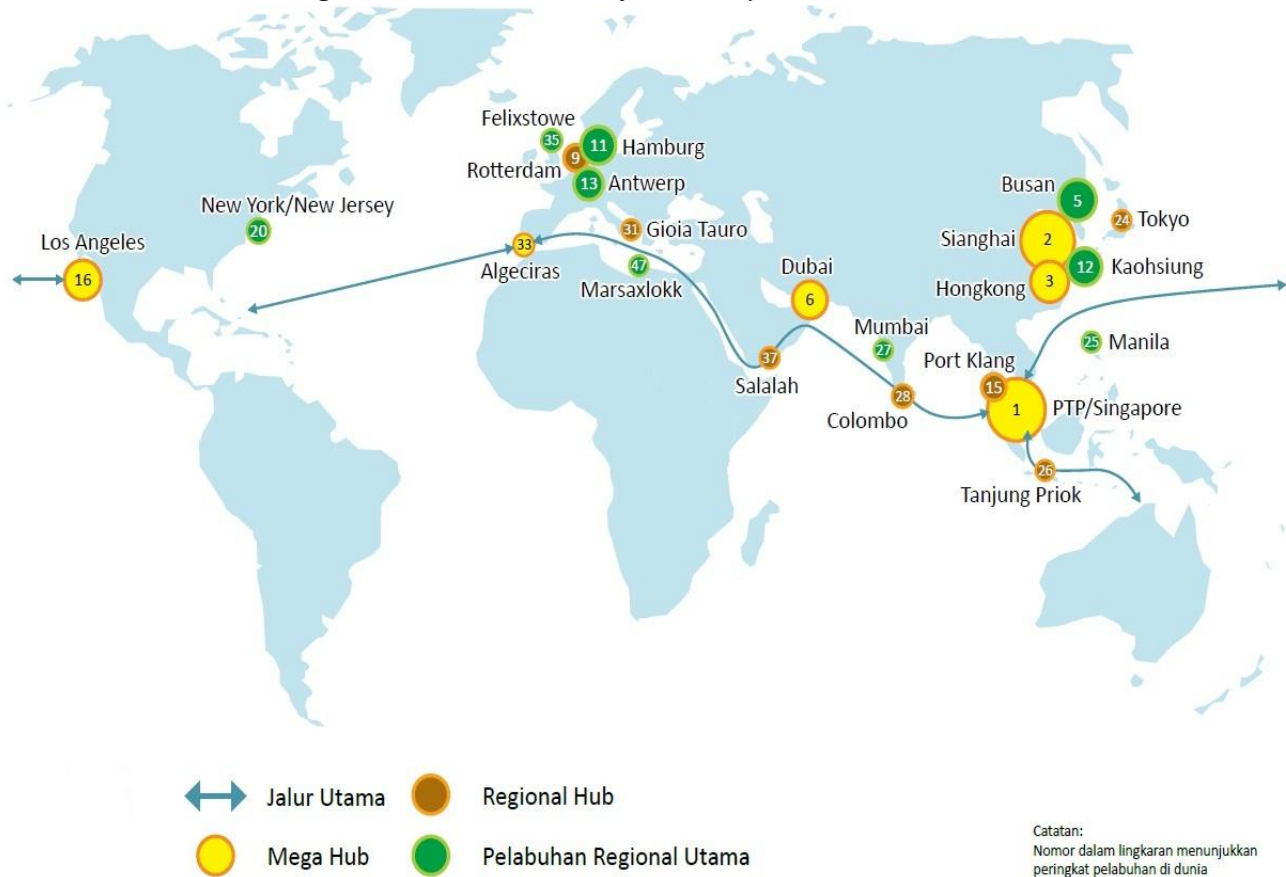 Felixstowe
35
11
Hamburg
9
Rotterdam
13
Antwerp
Busan
5
New York/New Jersey
20
24
Tokyo
Los Angeles
16
31
Gioia Tauro
Sianghai
2
33
Algeciras
47
Marsaxlokk
Dubai
6
12
Kaohsiung
Hongkong
3
Mumbai
27
25
Manila
Port Klang
15
37
Salalah
28
Colombo
1
PTP/Singapore
26
Tanjung Priok
Jalur Utama
Regional Hub
Mega Hub
Pelabuhan Regional Utama
Catatan:
Nomor dalam lingkaran menunjukkan
peringkat pelabuhan di dunia